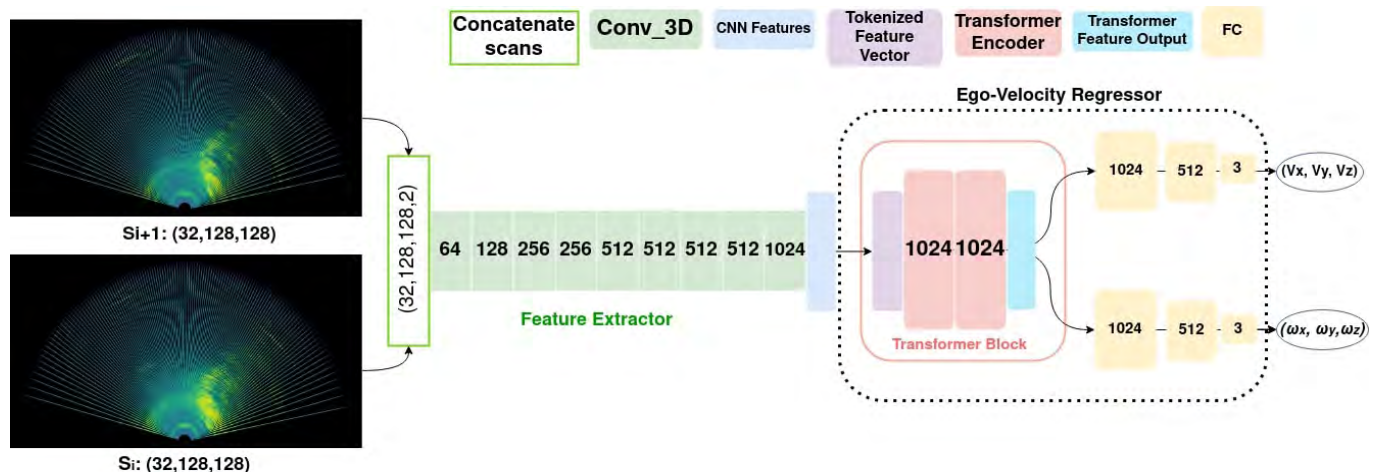 Concatenate
scans
Conv_3D
CNN Features
Tokenized
Feature
Vector
Transformer
Encoder
Transformer
Feature Output
FC
Si+1: (32,128,128)
Si: (32,128,128)
(32,128,128,2)
64 128 256 256 512 512 512 512 1024
Feature Extractor
Ego-Velocity Regressor
1024 1024
Transformer Block
1024 512 3
(Vx, Vy, Vz)
1024 512 3
(ωx, ωy,ωz)